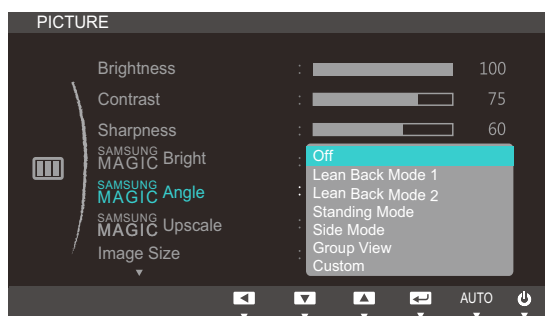 PICTURE
Brightness : 100
Contrast : 75
Sharpness : 60
SAMSUNG MAGIC Bright :
SAMSUNG MAGIC Angle :
SAMSUNG MAGIC Upscale :
Image Size :
Off
Lean Back Mode 1
Lean Back Mode 2
Standing Mode
Side Mode
Group View
Custom
AUTO